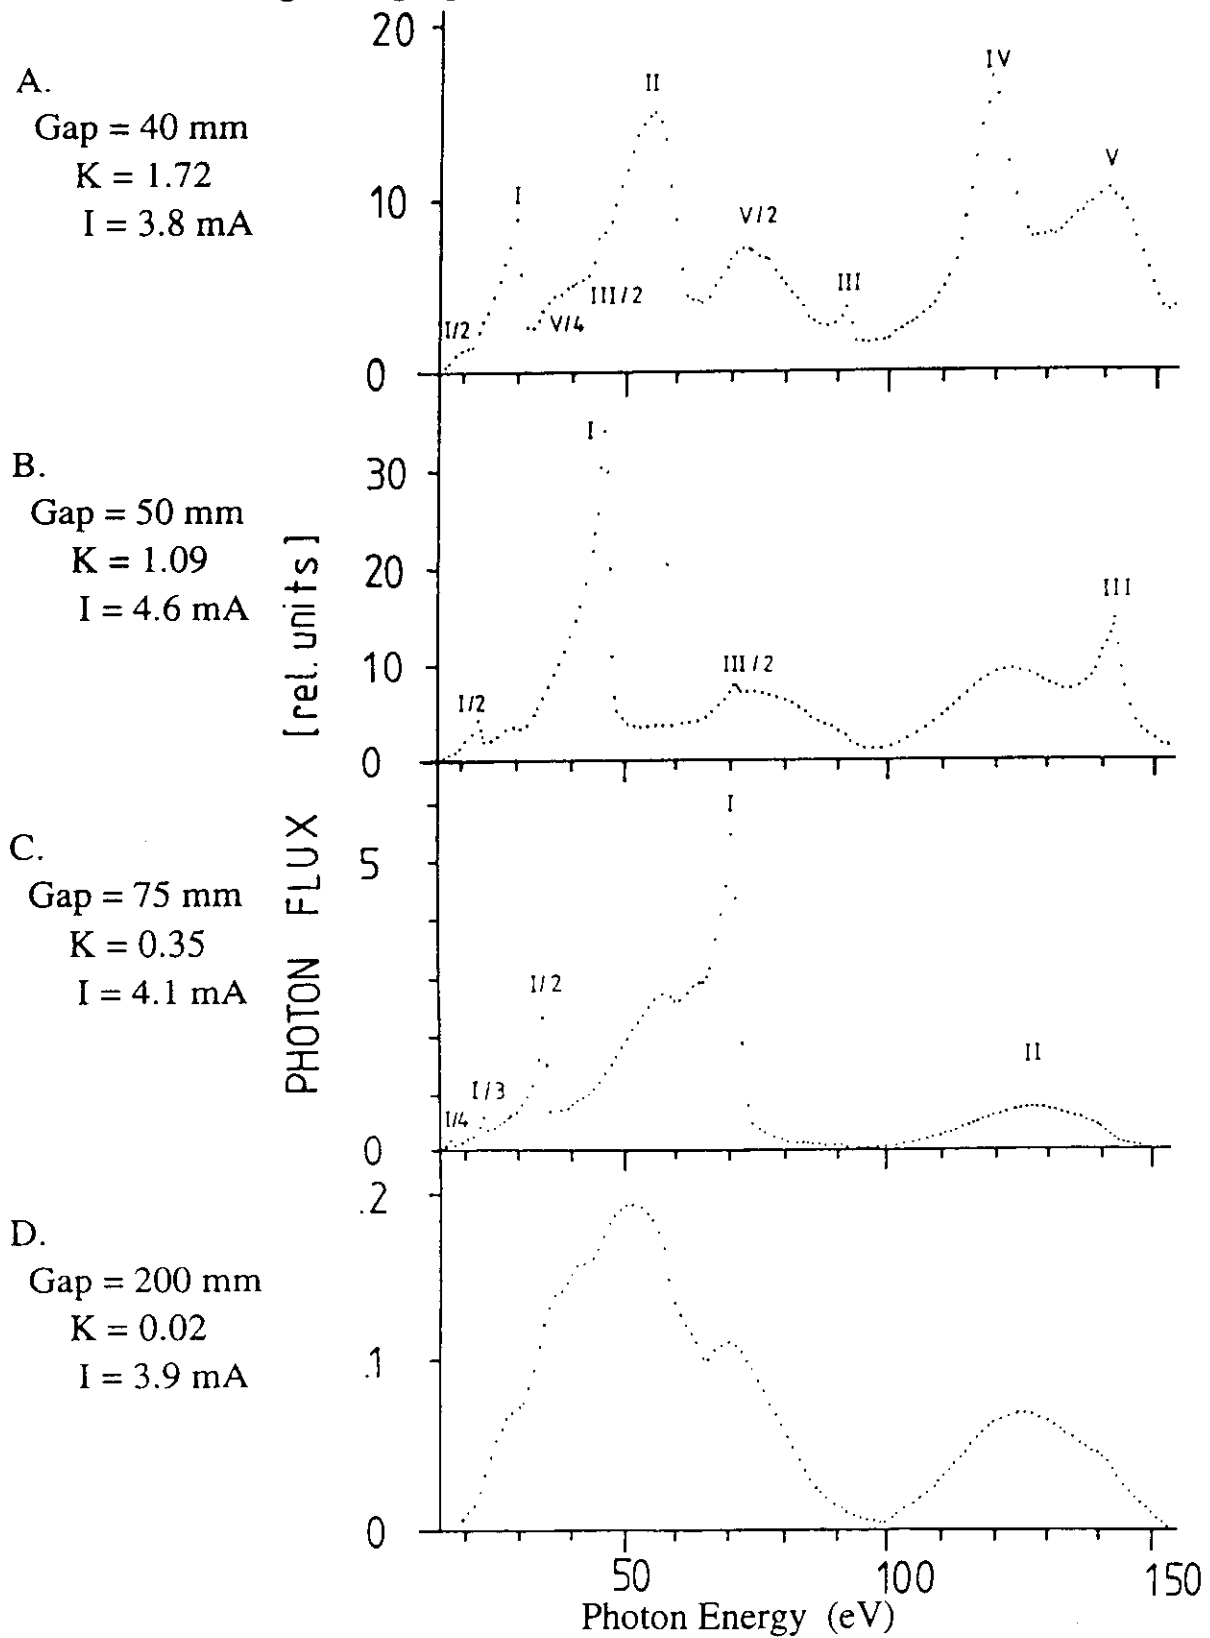 A.
Gap = 40 mm
K = 1.72
I = 3.8 mA
20
10
0
I/2
I
V/4
III/2
II
V/2
III
IV
V
B.
Gap = 50 mm
K = 1.09
I = 4.6 mA
30
20
10
0
I/2
I
III/2
III
PHOTON FLUX [rel. units]
C.
Gap = 75 mm
K = 0.35
I = 4.1 mA
5
0
I/4
I/3
I/2
I
II
D.
Gap = 200 mm
K = 0.02
I = 3.9 mA
.2
.1
0
50
100
150
Photon Energy (eV)